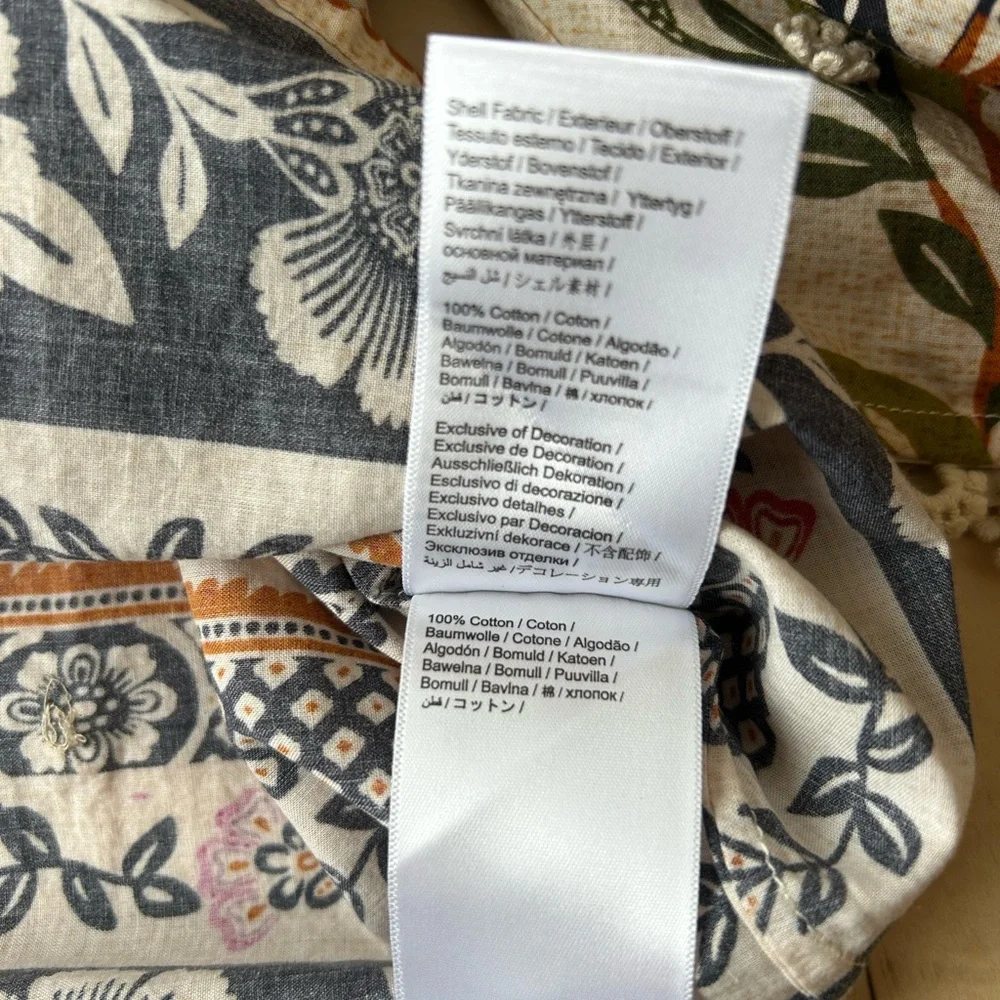 Shell Fabric / Exterieur / Oberstoff /
Tessuto esterno / Tecido / Exterior /
Yderstof / Bovenstof /
Tkanina zewnętrzna / Yttertyg /
Päällikangas / Ytterstoff /
Svrchní látka / 外层 /
основной материал /
شل النسيج / シェル素材 /
100% Cotton / Coton /
Baumwolle / Cotone / Algodão /
Algodón / Bomuld / Katoen /
Bawełna / Bomull / Puuvilla /
Bomull / Bavlna / 棉 / хлопок /
قطن / コットン /
Exclusive of Decoration /
Exclusive de Decoration /
Ausschließlich Dekoration /
Esclusivo di decorazione /
Exclusivo detalhes /
Exclusivo par Decoracion /
Exkluzivní dekorace / 不含配饰 /
Эксклюзив отделки /
غير شامل الزينة / デコレーション専用
100% Cotton / Coton /
Baumwolle / Cotone / Algodão /
Algodón / Bomuld / Katoen /
Bawełna / Bomull / Puuvilla /
Bomull / Bavlna / 棉 / хлопок /
قطن / コットン /